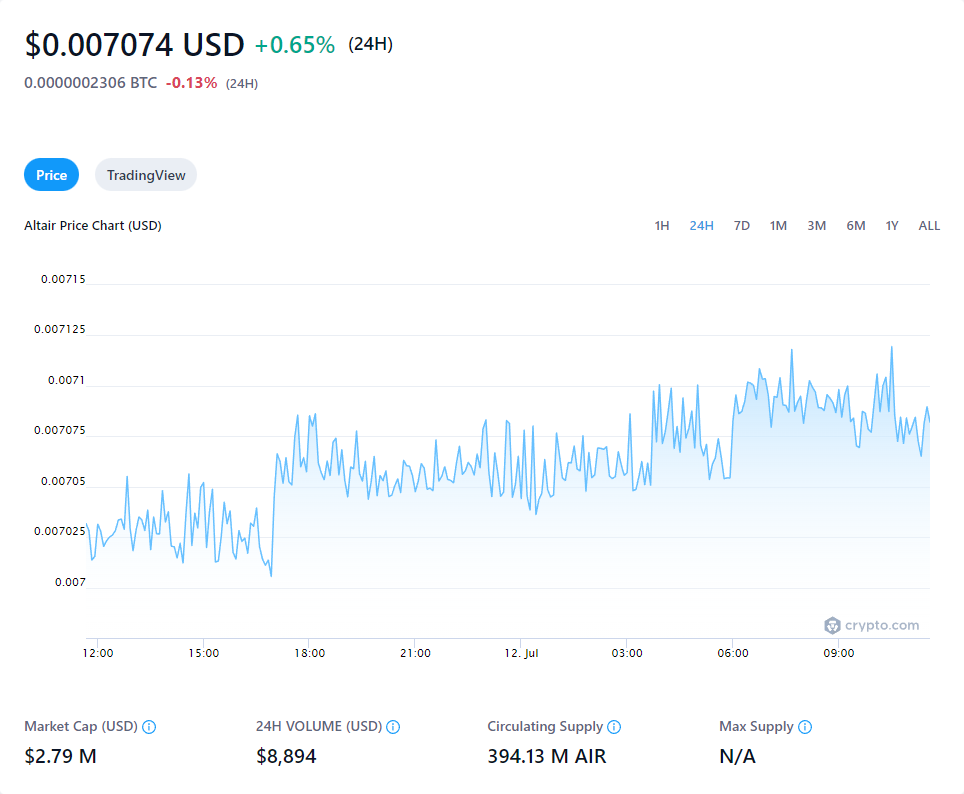 $0.007074 USD +0.65% (24H)
0.0000002306 BTC -0.13% (24H)
Price TradingView
Altair Price Chart (USD) 1H 24H 7D 1M 3M 6M 1Y ALL
0.00715
0.007125
0.0071
0.007075
0.00705
0.007025
0.007
crypto.com
12:00 15:00 18:00 21:00 12. Jul 03:00 06:00 09:00
Market Cap (USD) 24H VOLUME (USD) Circulating Supply Max Supply
$2.79 M $8,894 394.13 M AIR N/A